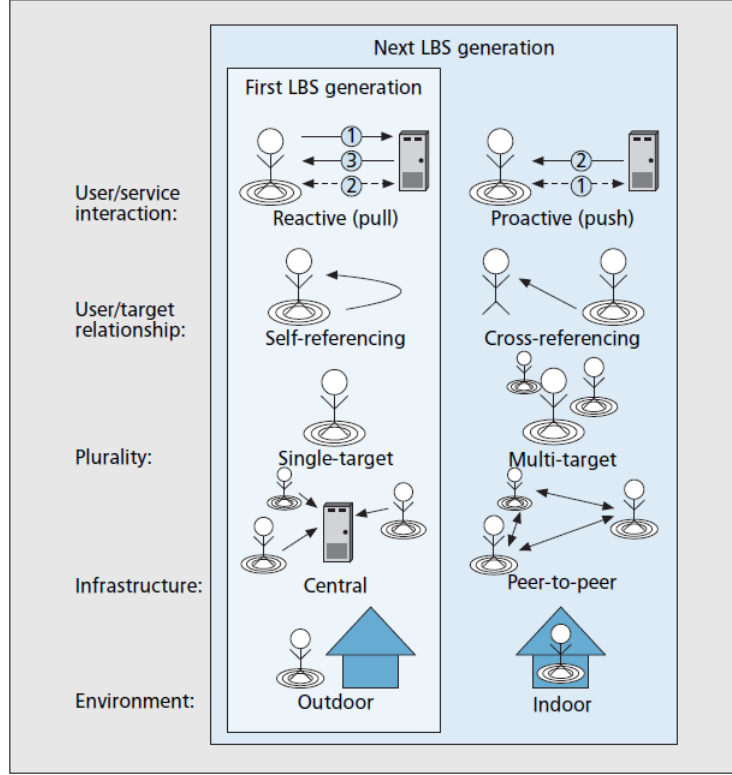 Next LBS generation
First LBS generation
1
3
2
2
1
User/service
interaction:
Reactive (pull)
Proactive (push)
User/target
relationship:
Self-referencing
Cross-referencing
Plurality:
Single-target
Multi-target
Infrastructure:
Central
Peer-to-peer
Environment:
Outdoor
Indoor